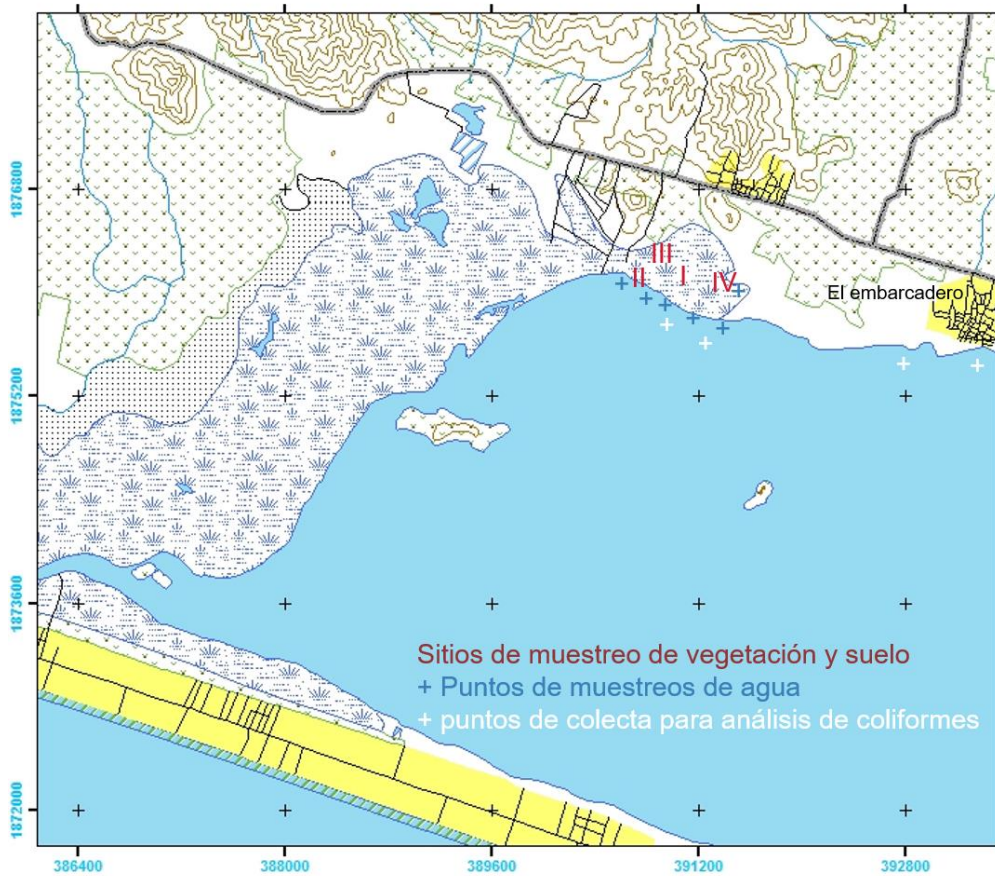 1876800
III
II I IV
El embarcadero
1875200
1873600
Sitios de muestreo de vegetación y suelo
+ Puntos de muestreos de agua
+ puntos de colecta para análisis de coliformes
1872000
386400 388000 389600 391200 392800